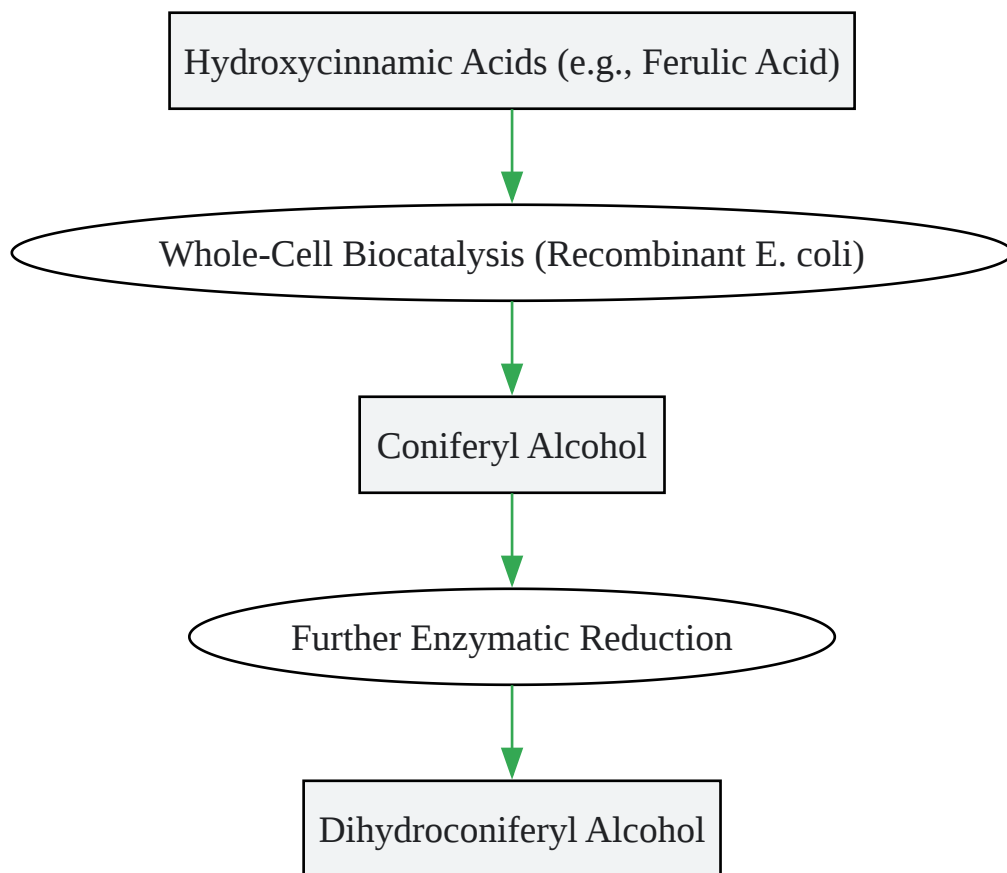 Hydroxycinnamic Acids (e.g., Ferulic Acid)
Whole-Cell Biocatalysis (Recombinant E. coli)
Coniferyl Alcohol
Further Enzymatic Reduction
Dihydroconiferyl Alcohol